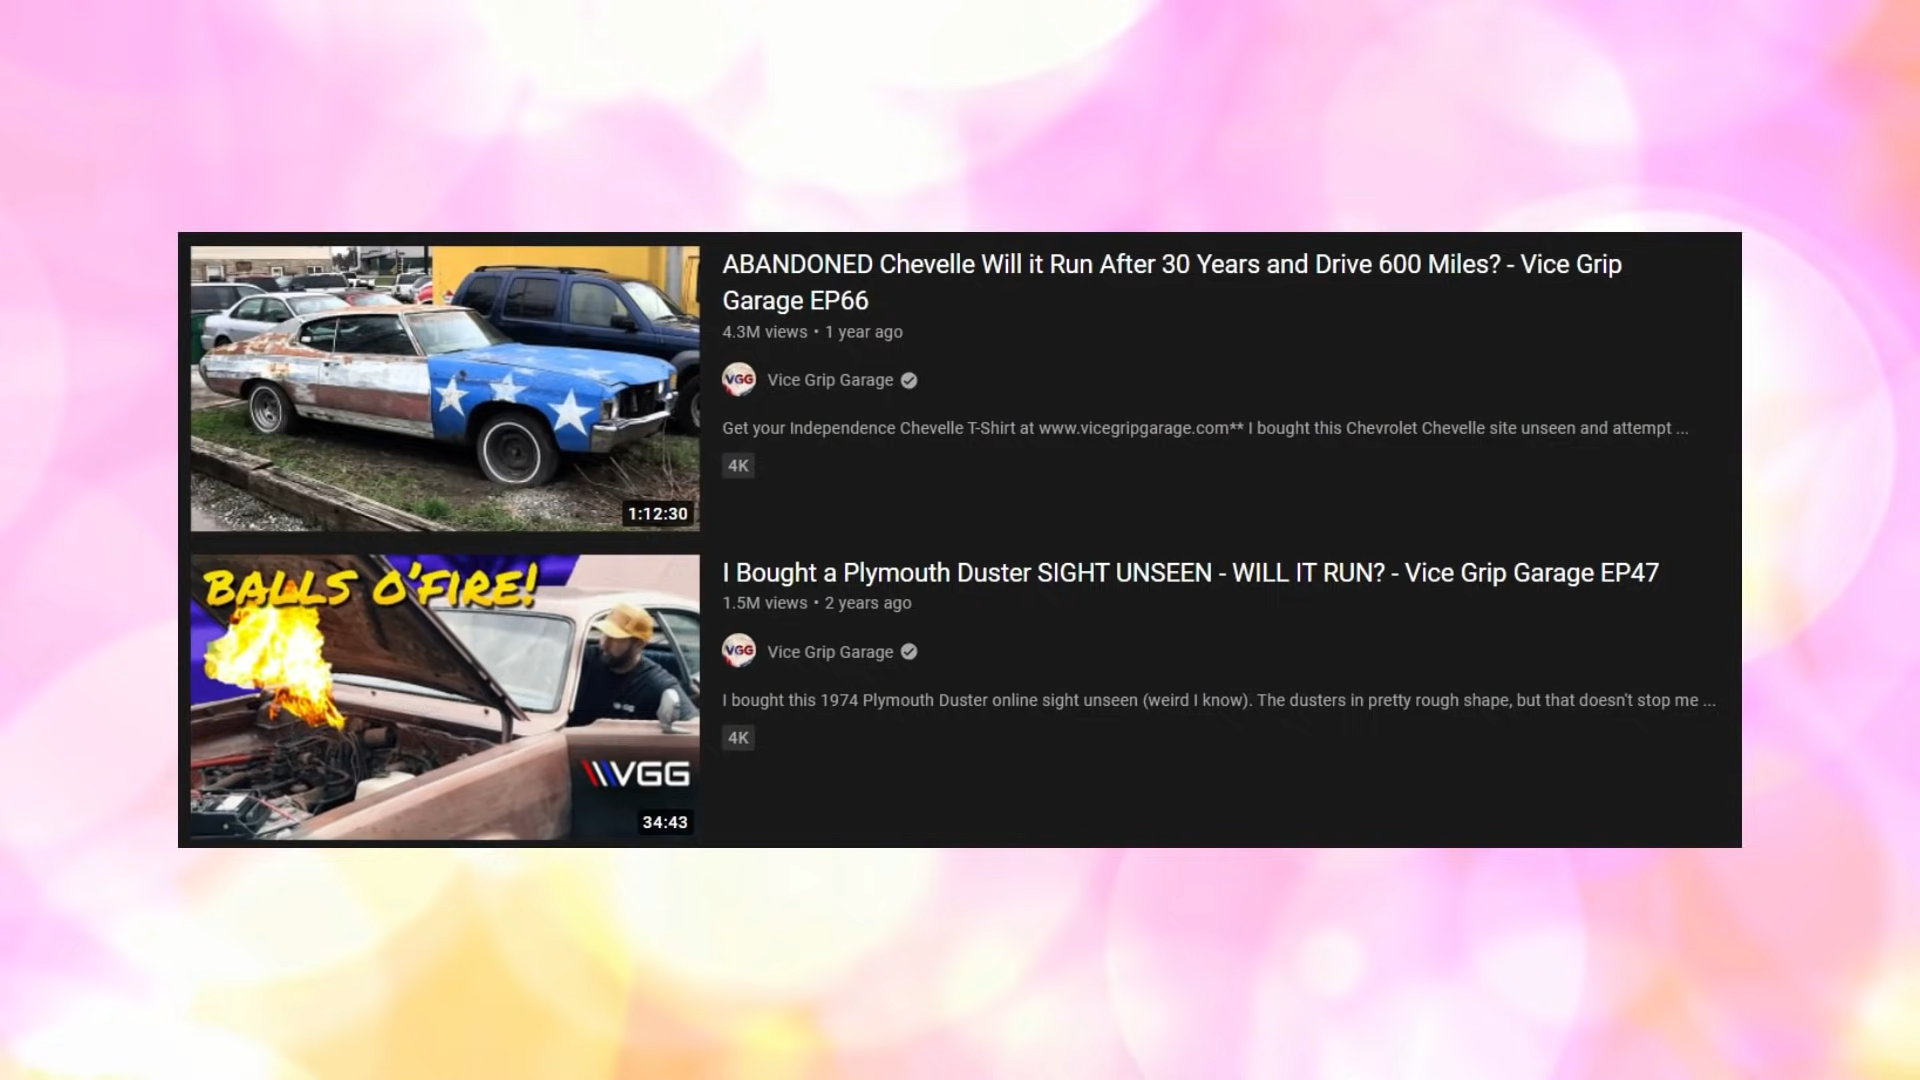 ABANDONED Chevelle Will it Run After 30 Years and Drive 600 Miles? - Vice Grip
Garage EP66
4.3M views • 1 year ago
VGG Vice Grip Garage
Get your Independence Chevelle T-Shirt at www.vicegripgarage.com** I bought this Chevrolet Chevelle site unseen and attempt ...
4K
1:12:30
BALLS O'FIRE!
I Bought a Plymouth Duster SIGHT UNSEEN - WILL IT RUN? - Vice Grip Garage EP47
1.5M views • 2 years ago
VGG Vice Grip Garage
I bought this 1974 Plymouth Duster online sight unseen (weird I know). The dusters in pretty rough shape, but that doesn't stop me ...
4K
VGG
34:43